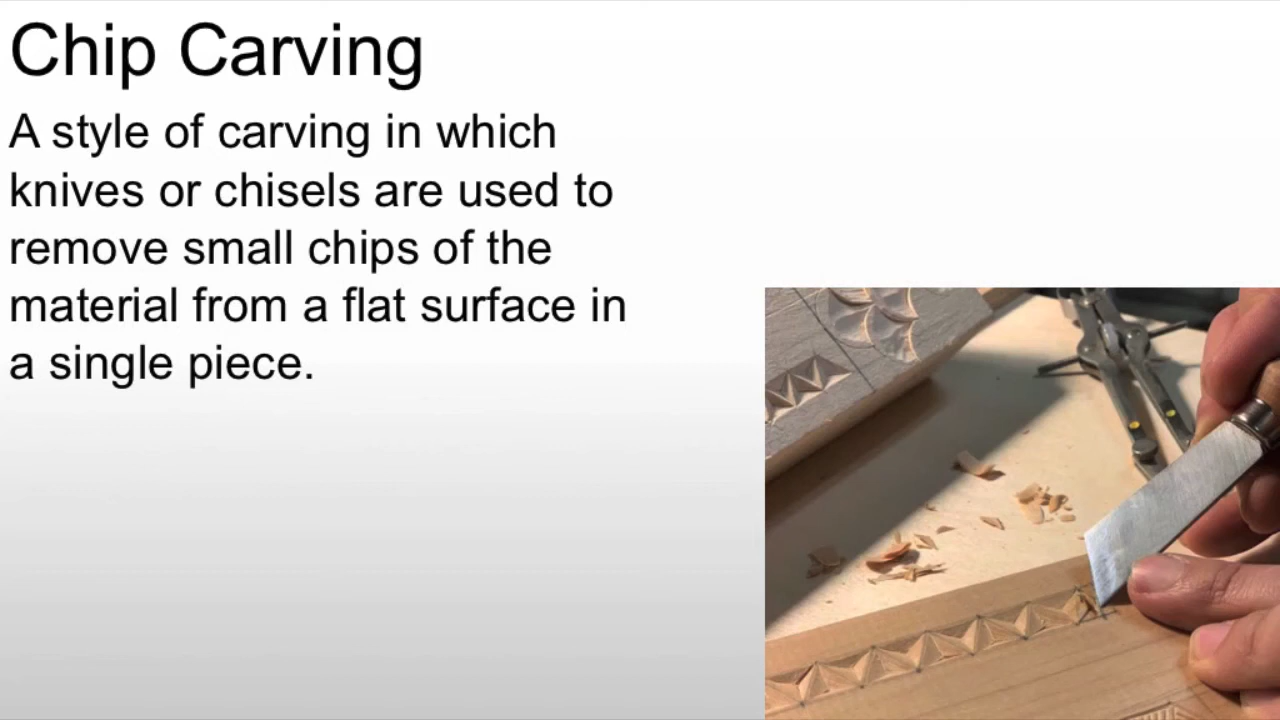 Chip Carving
A style of carving in which
knives or chisels are used to
remove small chips of the
material from a flat surface in
a single piece.